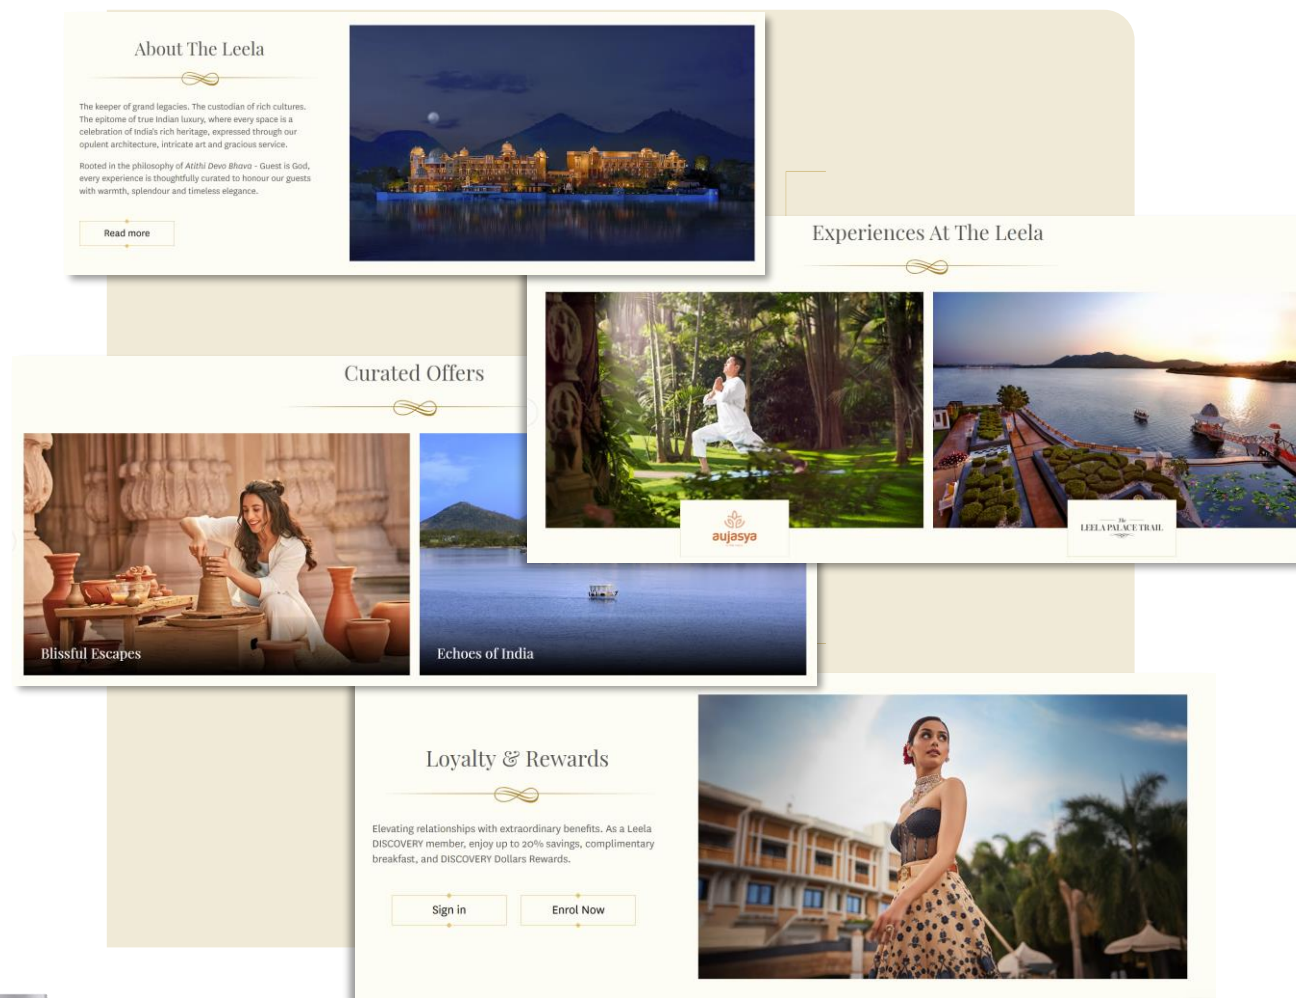 About The Leela
The keeper of grand legacies. The custodian of rich cultures.
The epitome of true Indian luxury, where every space is a
celebration of India's rich heritage, expressed through our
opulent architecture, intricate art and gracious service.
Rooted in the philosophy of Atithi Devo Bhava - Guest is God,
every experience is thoughtfully curated to honour our guests
with warmth, splendour and timeless elegance.
Read more
Experiences At The Leela
aujasya
The
LEELA PALACE TRAIL
Curated Offers
Blissful Escapes
Echoes of India
Loyalty & Rewards
Elevating relationships with extraordinary benefits. As a Leela
DISCOVERY member, enjoy up to 20% savings, complimentary
breakfast, and DISCOVERY Dollars Rewards.
Sign in
Enrol Now